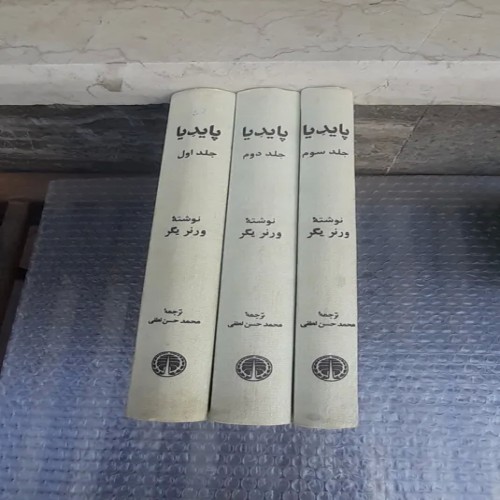 پایدیا
جلد اول
نوشتهٔ
ورنر یگر
ترجمهٔ
محمد حسن لطفی
پایدیا
جلد دوم
نوشتهٔ
ورنر یگر
ترجمهٔ
محمد حسن لطفی
پایدیا
جلد سوم
نوشتهٔ
ورنر یگر
ترجمهٔ
محمد حسن لطفی